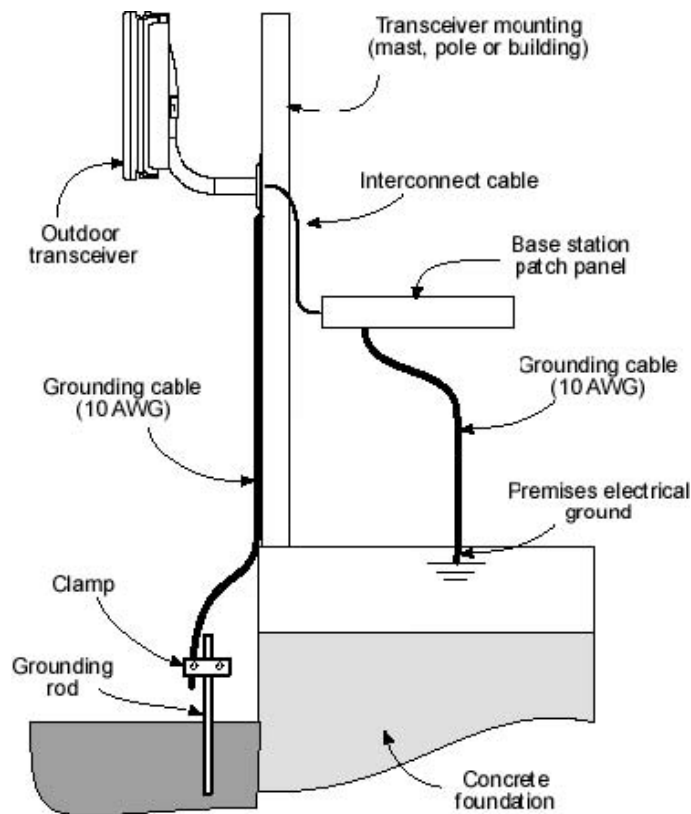 Transceiver mounting
(mast, pole or building)
Interconnect cable
Outdoor
transceiver
Base station
patch panel
Grounding cable
(10 AWG)
Grounding cable
(10 AWG)
Premises electrical
ground
Clamp
Grounding
rod
Concrete
foundation